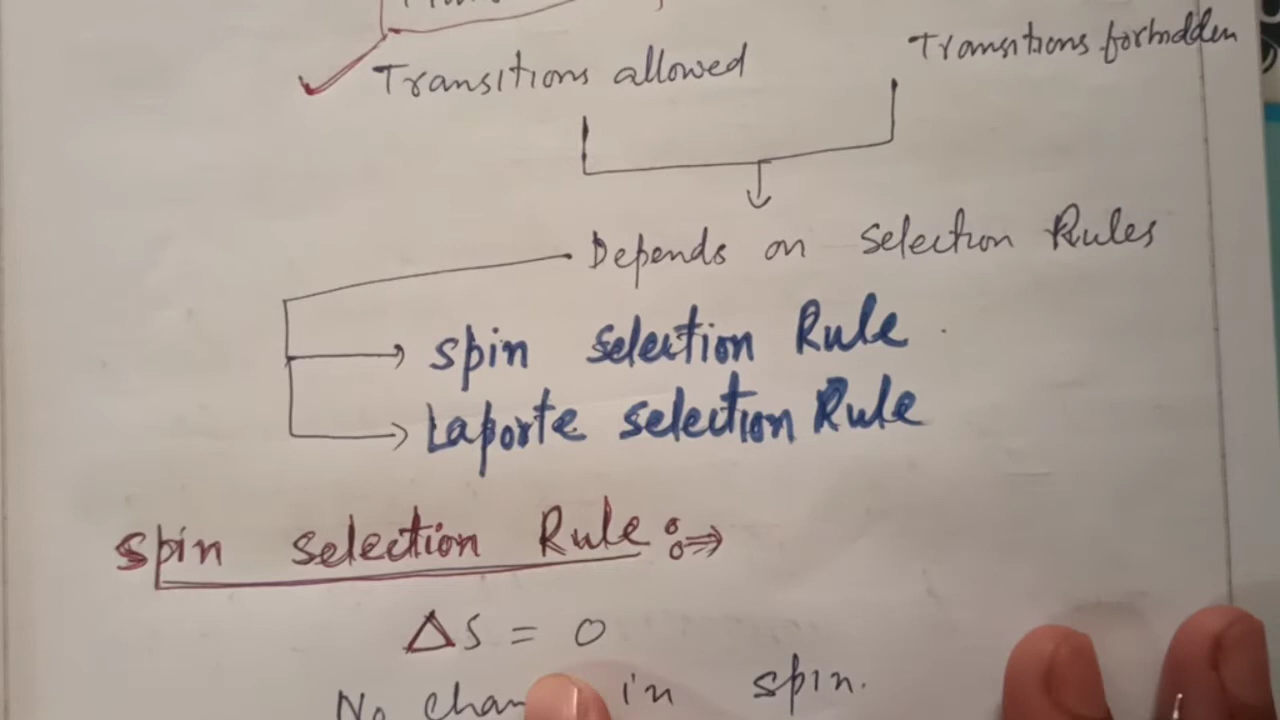 Transitions allowed
Transitions forbidden
Depends on Selection Rules
Spin Selection Rule
Laporte selection Rule
Spin Selection Rule :⇒
ΔS = 0
No in spin.